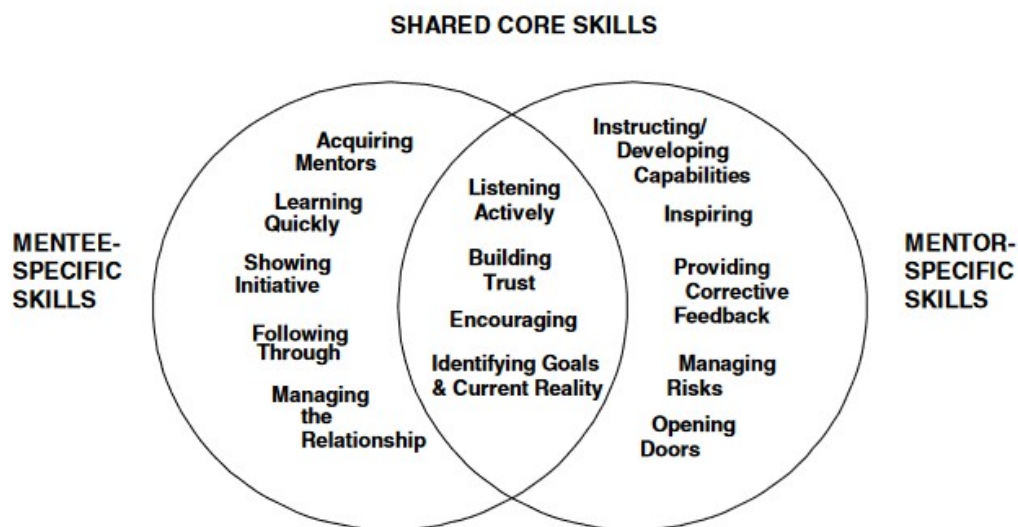 SHARED CORE SKILLS
MENTEE-
SPECIFIC
SKILLS
Acquiring
Mentors
Learning
Quickly
Showing
Initiative
Following
Through
Managing
the
Relationship
Listening
Actively
Building
Trust
Encouraging
Identifying Goals
& Current Reality
Instructing/
Developing
Capabilities
Inspiring
Providing
Corrective
Feedback
Managing
Risks
Opening
Doors
MENTOR-
SPECIFIC
SKILLS